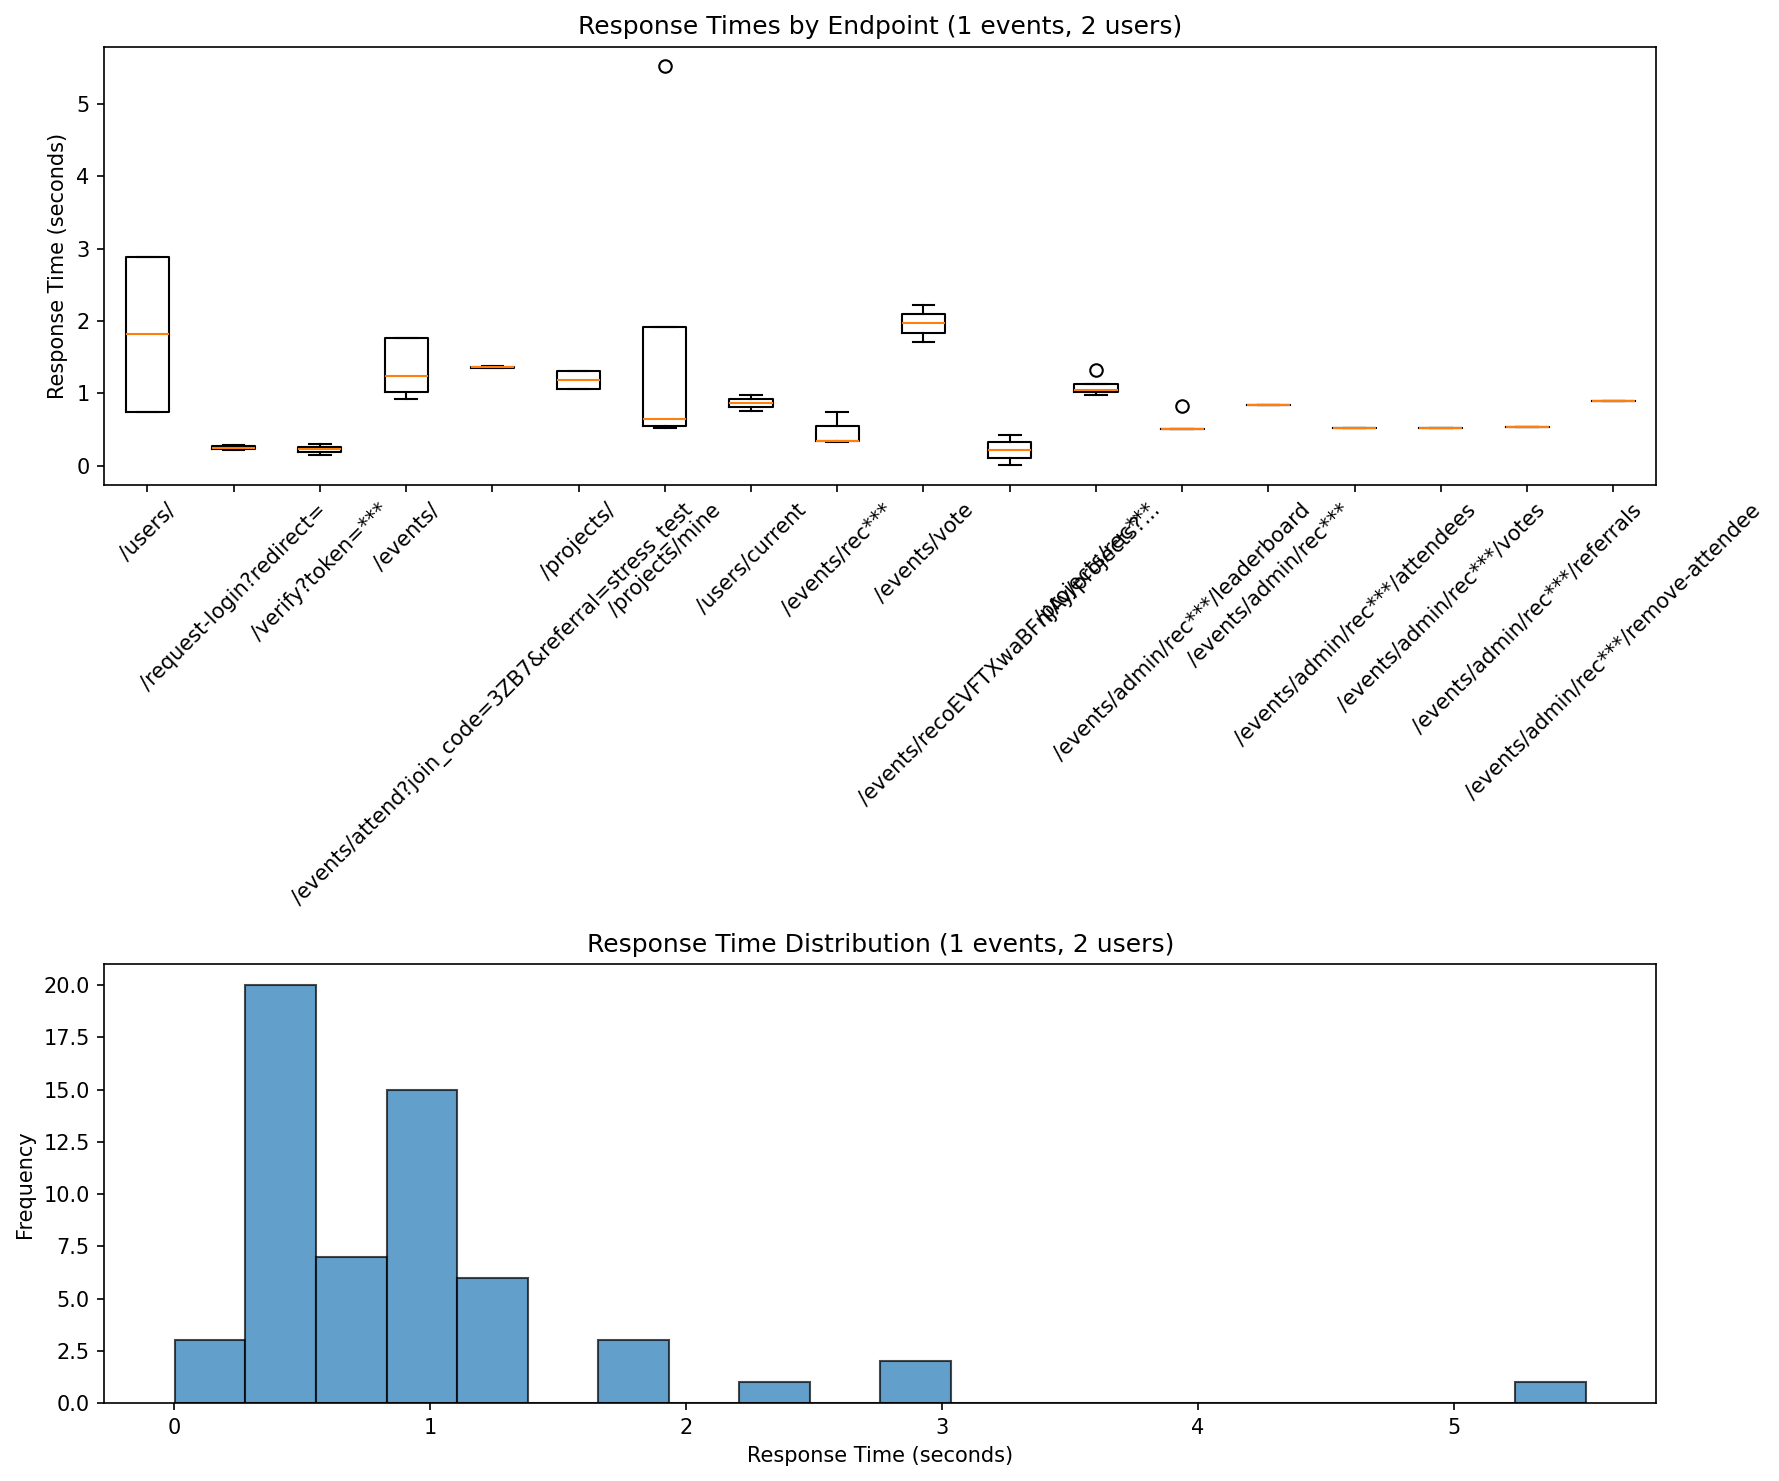 Response Times by Endpoint (1 events, 2 users)
Response Time (seconds)
5
4
3
2
1
0
/users/
/request-login?redirect=
/verify?token=***
/events/
/events/attend?join_code=3ZB7&referral=stress_test
/projects/
/projects/mine
/users/current
/events/rec***
/events/vote
/projects/rec***
/events/admin/rec***/leaderboard
/events/admin/rec***
/events/admin/rec***/attendees
/events/admin/rec***/votes
/events/admin/rec***/referrals
/events/admin/rec***/remove-attendee
Response Time Distribution (1 events, 2 users)
Frequency
20.0
17.5
15.0
12.5
10.0
7.5
5.0
2.5
0.0
0 1 2 3 4 5
Response Time (seconds)